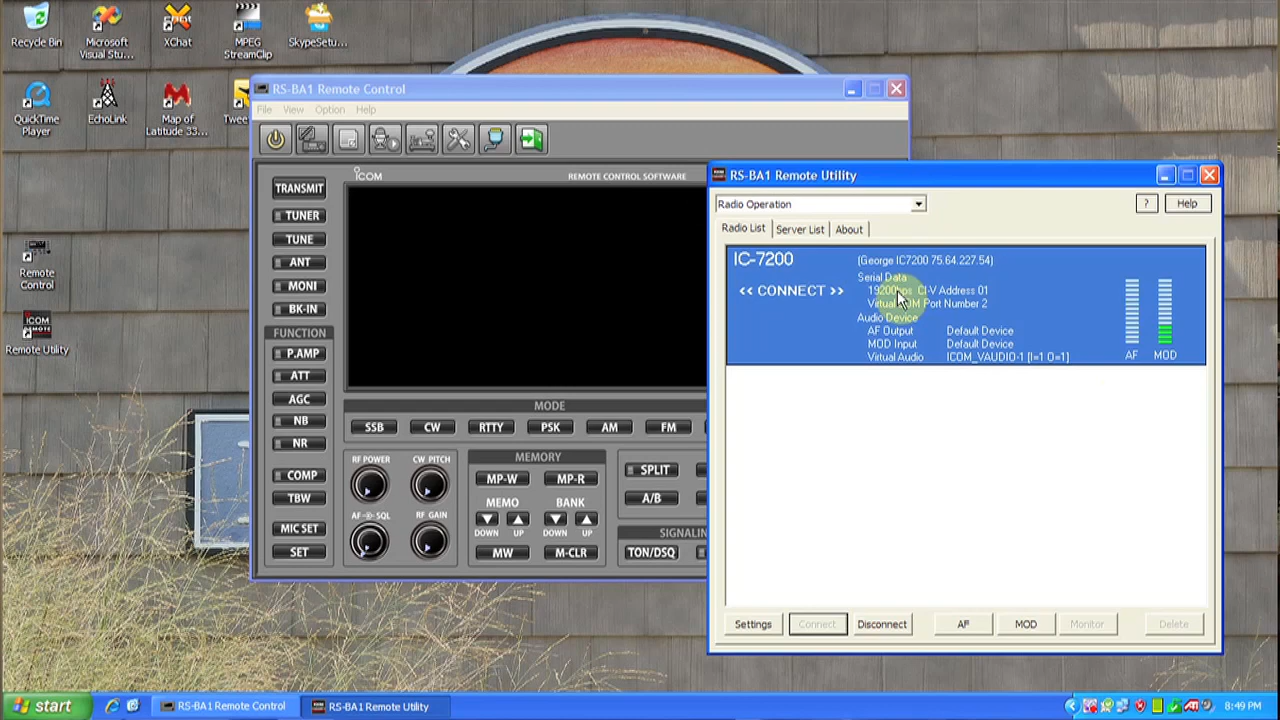 Recycle Bin
Microsoft
Visual Stu...
XChat
MPEG
StreamClip
SkypeSetu...
QuickTime
Player
EchoLink
Map of
Latitude 33...
Remote
Control
ICOM
REMOTE
Remote Utility
RS-BA1 Remote Control
File View Option Help
ICOM
REMOTE CONTROL SOFTWARE
TRANSMIT
TUNER
TUNE
ANT
MONI
BK-IN
FUNCTION
P.AMP
ATT
AGC
NB
NR
COMP
TBW
MIC SET
SET
MODE
SSB CW RTTY PSK AM FM
RF POWER CW PITCH
AF SQL RF GAIN
MEMORY
MP-W MP-R
MEMO BANK
DOWN UP DOWN UP
MW M-CLR
SPLIT
A/B
TON/DSQ
RS-BA1 Remote Utility
Radio Operation
? Help
Radio List Server List About
IC-7200 (George IC7200 75.64.227.54)
Serial Data
<< CONNECT >>
19200bps CI-V Address 01
Port Number 2
Audio Device
AF Output Default Device
MOD Input Default Device
Virtual Audio ICOM_VAUDIO-1 [I=1 O=1]
AF MOD
Settings Connect Disconnect AF MOD Monitor Delete
start
RS-BA1 Remote Control
RS-BA1 Remote Utility
8:49 PM